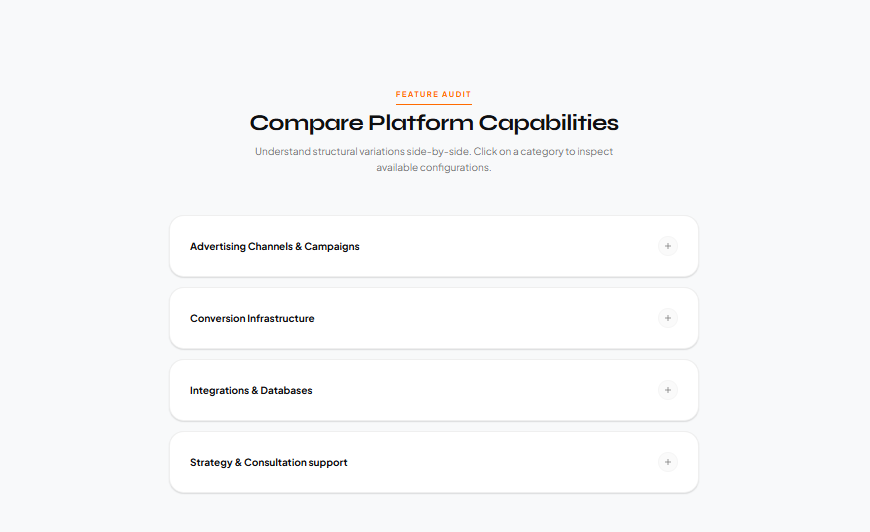 FEATURE AUDIT
Compare Platform Capabilities
Understand structural variations side-by-side. Click on a category to inspect
available configurations.
Advertising Channels & Campaigns
+
Conversion Infrastructure
+
Integrations & Databases
+
Strategy & Consultation support
+